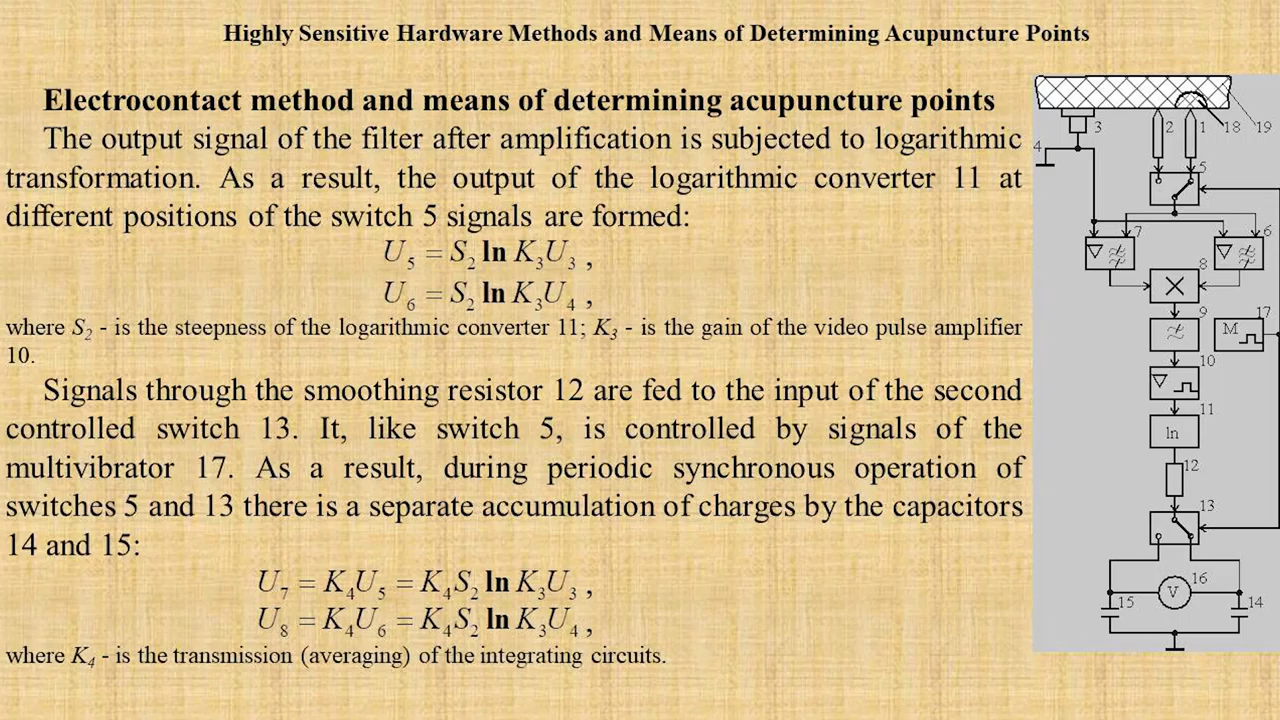 Highly Sensitive Hardware Methods and Means of Determining Acupuncture Points
Electrocontact method and means of determining acupuncture points
The output signal of the filter after amplification is subjected to logarithmic
transformation. As a result, the output of the logarithmic converter 11 at
different positions of the switch 5 signals are formed:
U₅ = S₂ ln K₃U₃ ,
U₆ = S₂ ln K₃U₄ ,
where S₂ - is the steepness of the logarithmic converter 11; K₃ - is the gain of the video pulse amplifier
10.
Signals through the smoothing resistor 12 are fed to the input of the second
controlled switch 13. It, like switch 5, is controlled by signals of the
multivibrator 17. As a result, during periodic synchronous operation of
switches 5 and 13 there is a separate accumulation of charges by the capacitors
14 and 15:
U₇ = K₄U₅ = K₄S₂ ln K₃U₃ ,
U₈ = K₄U₆ = K₄S₂ ln K₃U₄ ,
where K₄ - is the transmission (averaging) of the integrating circuits.
3 2 1 18 19
4
5
7 6
8
9 17
M
10
11
ln
12
13
16
V
15 14